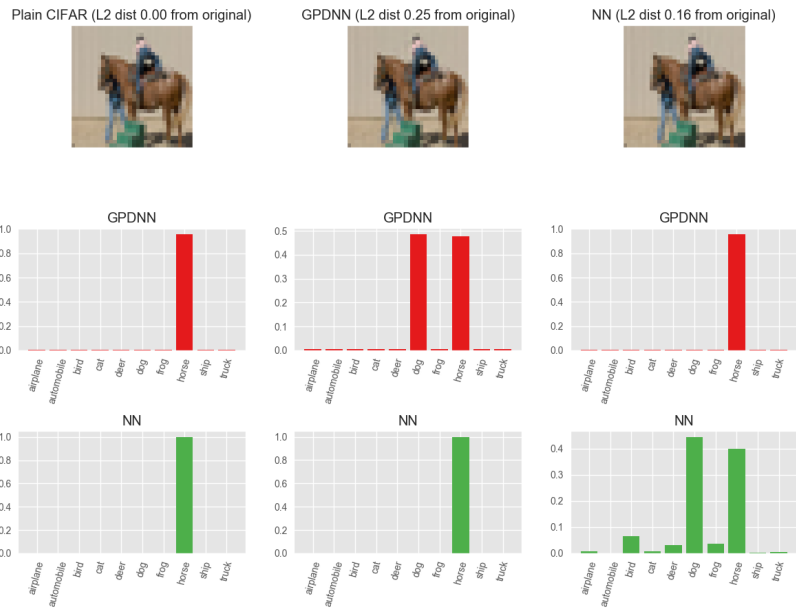 Plain CIFAR (L2 dist 0.00 from original)
GPDNN (L2 dist 0.25 from original)
NN (L2 dist 0.16 from original)
GPDNN
1.0
0.8
0.6
0.4
0.2
0.0
airplane
automobile
bird
cat
deer
dog
frog
horse
ship
truck
GPDNN
0.5
0.4
0.3
0.2
0.1
0.0
airplane
automobile
bird
cat
deer
dog
frog
horse
ship
truck
GPDNN
1.0
0.8
0.6
0.4
0.2
0.0
airplane
automobile
bird
cat
deer
dog
frog
horse
ship
truck
NN
1.0
0.8
0.6
0.4
0.2
0.0
airplane
automobile
bird
cat
deer
dog
frog
horse
ship
truck
NN
1.0
0.8
0.6
0.4
0.2
0.0
airplane
automobile
bird
cat
deer
dog
frog
horse
ship
truck
NN
0.4
0.3
0.2
0.1
0.0
airplane
automobile
bird
cat
deer
dog
frog
horse
ship
truck